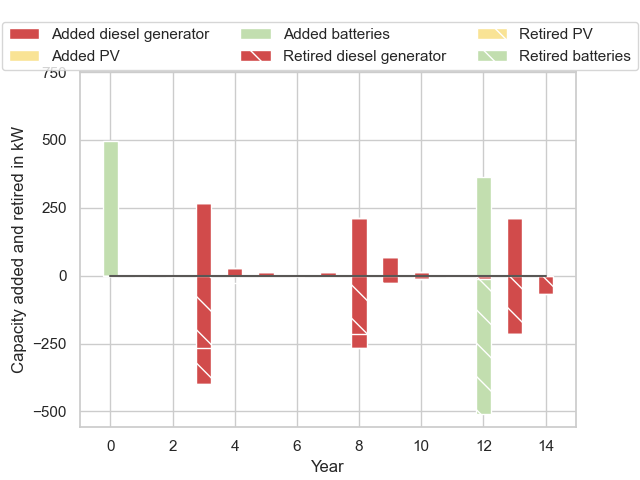 Added diesel generator Added batteries Retired PV
Added PV Retired diesel generator Retired batteries
750
500
250
0
−250
−500
Capacity added and retired in kW
0 2 4 6 8 10 12 14
Year